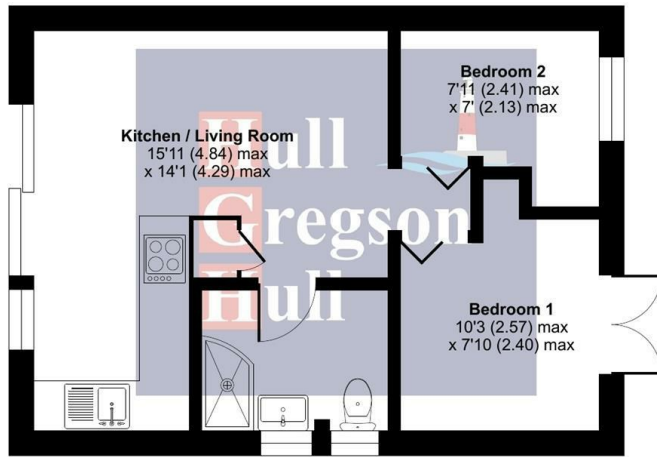 Bedroom 2
7'11 (2.41) max
x 7' (2.13) max
Kitchen / Living Room
15'11 (4.84) max
x 14'1 (4.29) max
Hull
Gregson
Hull
Bedroom 1
10'3 (2.57) max
x 7'10 (2.40) max